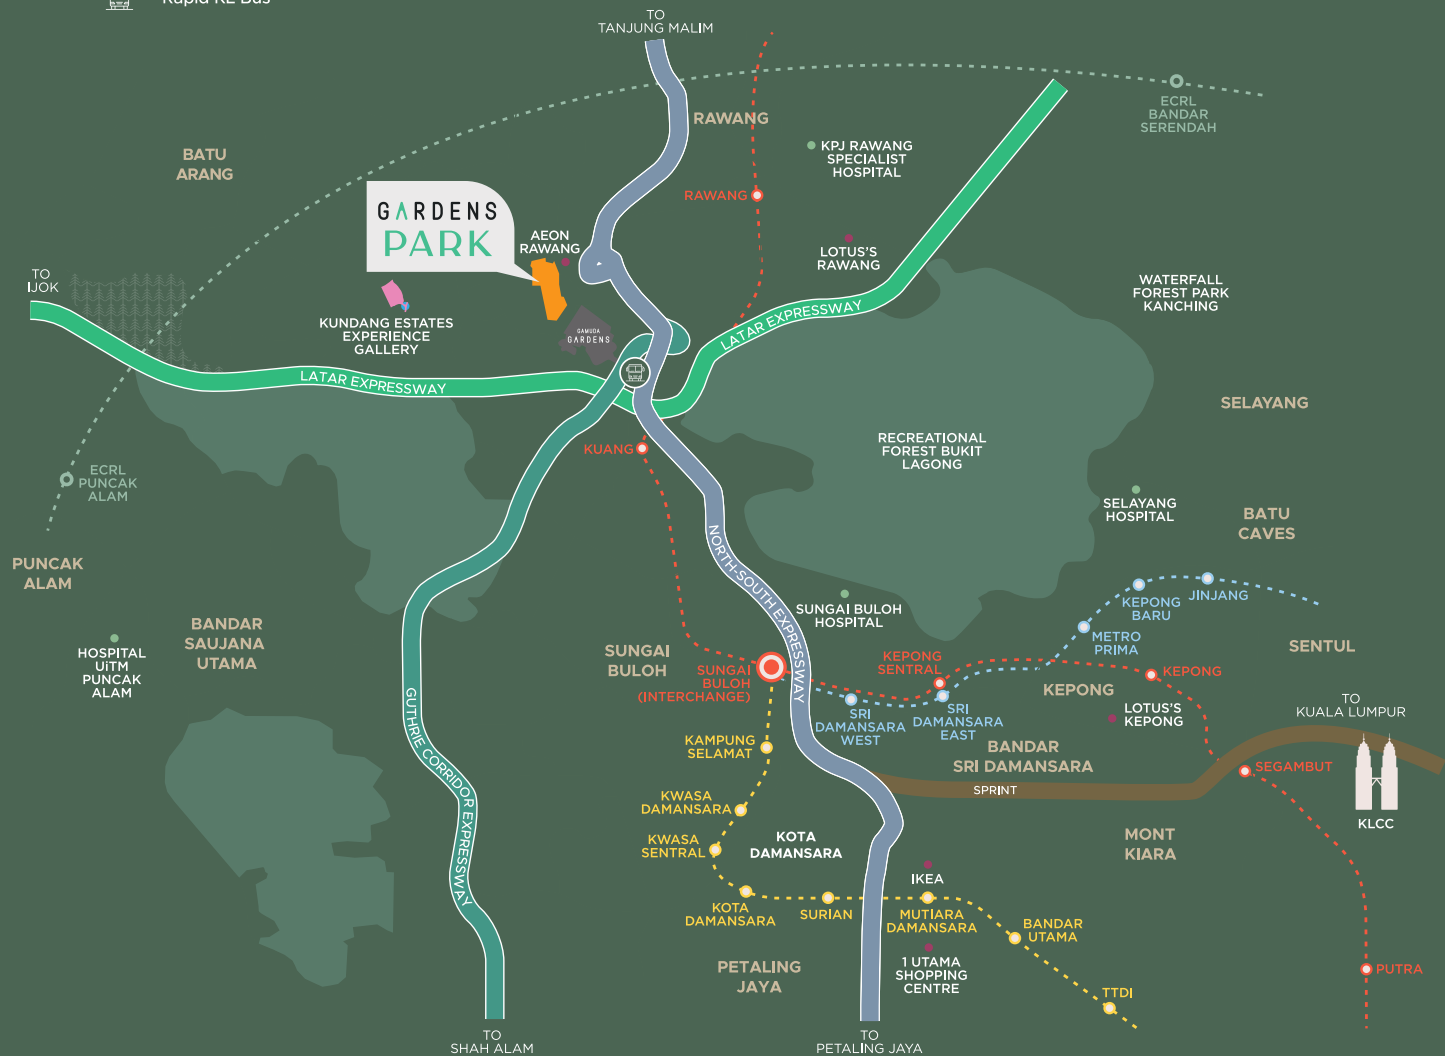 Rapid KL Bus
TO
TANJUNG MALIM
RAWANG
ECRL
BANDAR
SERENDAH
BATU
ARANG
KPJ RAWANG
SPECIALIST
HOSPITAL
RAWANG
GARDENS
PARK
AEON
RAWANG
LOTUS'S
RAWANG
TO
IJOK
WATERFALL
FOREST PARK
KANCHING
KUNDANG ESTATES
EXPERIENCE
GALLERY
GAMUDA
GARDENS
LATAR EXPRESSWAY
LATAR EXPRESSWAY
SELAYANG
RECREATIONAL
FOREST BUKIT
LAGONG
KUANG
ECRL
PUNCAK
ALAM
SELAYANG
HOSPITAL
BATU
CAVES
NORTH-SOUTH EXPRESSWAY
PUNCAK
ALAM
KEPONG
BARU
JINJANG
SUNGAI BULOH
HOSPITAL
BANDAR
SAUJANA
UTAMA
METRO
PRIMA
SENTUL
HOSPITAL
UiTM
PUNCAK
ALAM
SUNGAI
BULOH
SUNGAI
BULOH
(INTERCHANGE)
KEPONG
SENTRAL
KEPONG
KEPONG
GUTHRIE CORRIDOR EXPRESSWAY
SRI
DAMANSARA
WEST
SRI
DAMANSARA
EAST
LOTUS'S
KEPONG
TO
KUALA LUMPUR
KAMPUNG
SELAMAT
BANDAR
SRI DAMANSARA
SEGAMBUT
SPRINT
KWASA
DAMANSARA
KLCC
KWASA
SENTRAL
KOTA
DAMANSARA
MONT
KIARA
IKEA
KOTA
DAMANSARA
SURIAN
MUTIARA
DAMANSARA
BANDAR
UTAMA
PETALING
JAYA
1 UTAMA
SHOPPING
CENTRE
PUTRA
TTDI
TO
SHAH ALAM
TO
PETALING JAYA